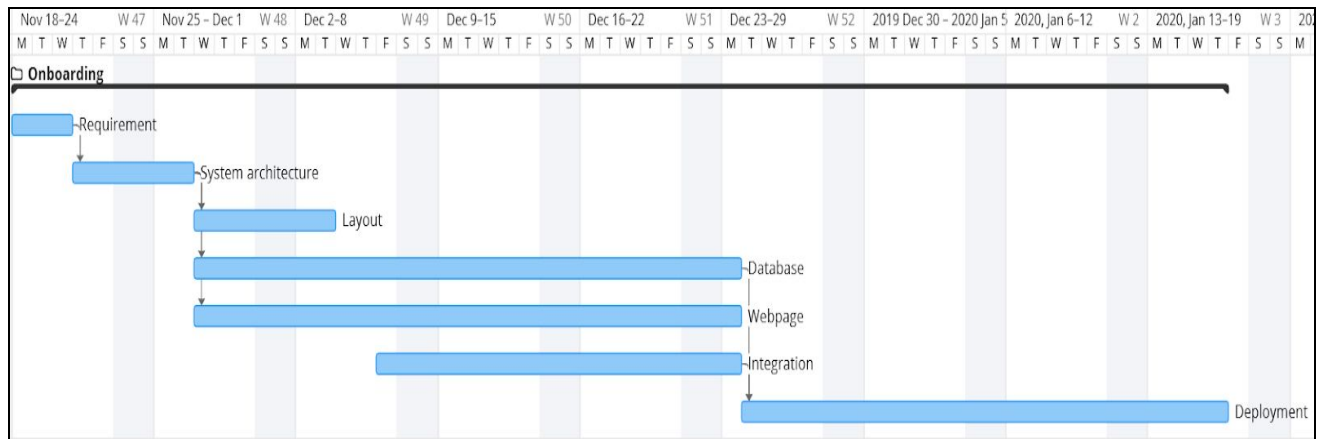 Nov 18-24 W 47 Nov 25 - Dec 1 W 48 Dec 2-8 W 49 Dec 9-15 W 50 Dec 16-22 W 51 Dec 23-29 W 52 2019 Dec 30 - 2020 Jan 5 2020, Jan 6-12 W 2 2020, Jan 13-19 W 3 202
M T W T F S S M T W T F S S M T W T F S S M T W T F S S M T W T F S S M T W T F S S M T W T F S S M T W T F S S M T W T F S S M
Onboarding
Requirement
System architecture
Layout
Database
Webpage
Integration
Deployment